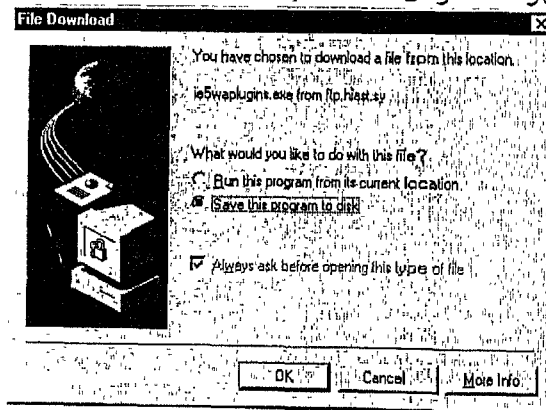 File Download
You have chosen to download a file from this location.
ie5waplugins.exe from ftp.hiast.sy
What would you like to do with this file?
Run this program from its current location
Save this program to disk
Always ask before opening this type of file
OK
Cancel
More Info